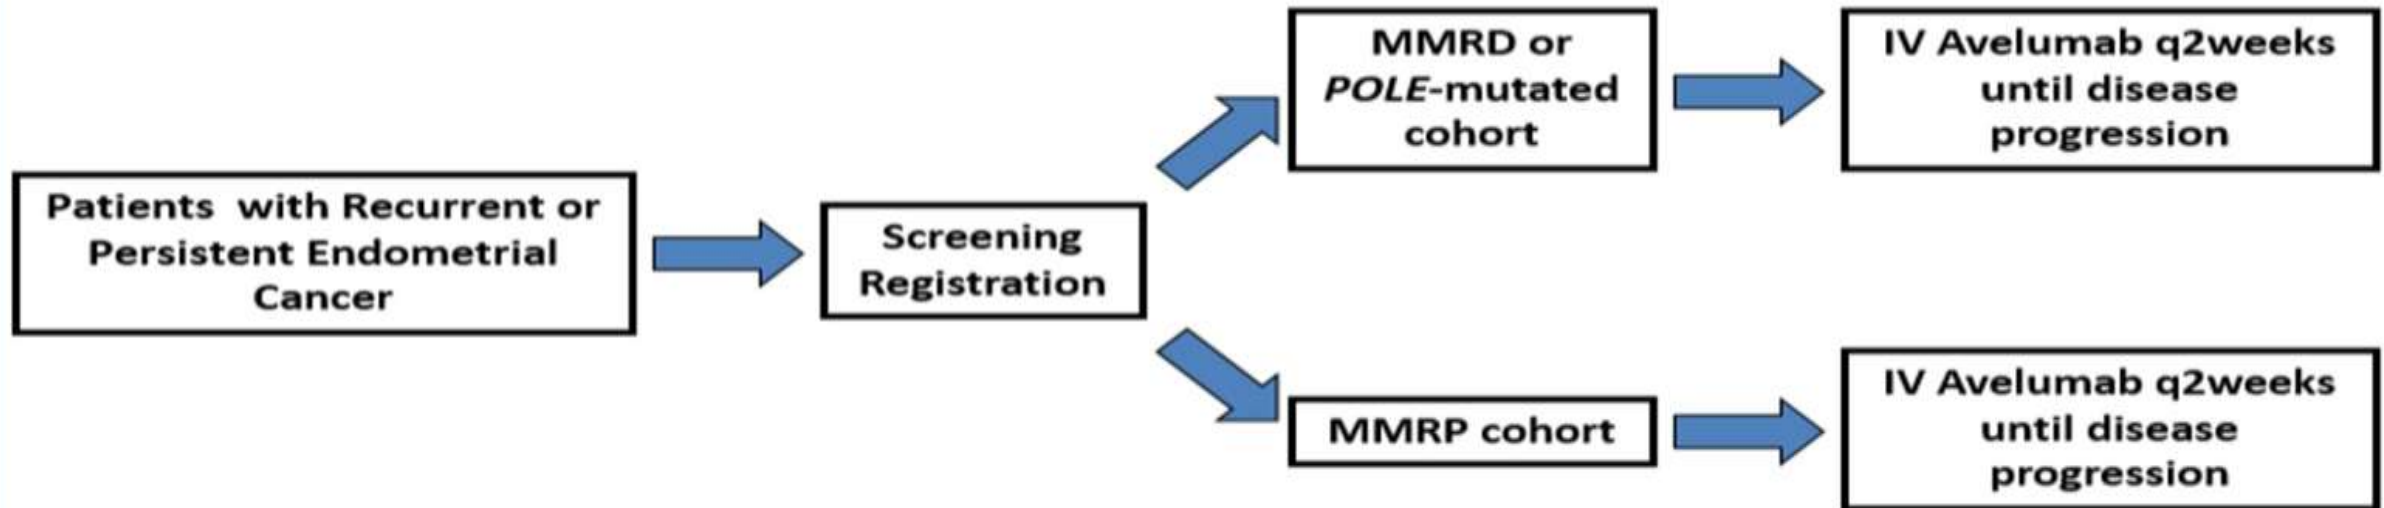 Patients with Recurrent or
Persistent Endometrial
Cancer
Screening
Registration
MMRD or
POLE-mutated
cohort
IV Avelumab q2weeks
until disease
progression
MMRP cohort
IV Avelumab q2weeks
until disease
progression